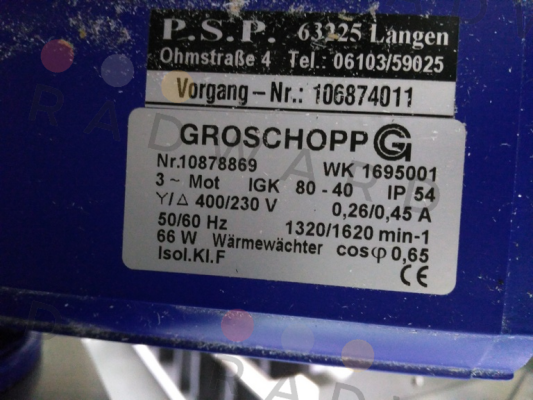 P.S.P. 63225 Langen
Ohmstraße 4 Tel.: 06103/59025
Vorgang – Nr.: 106874011
GROSCHOPP G
Nr.10878869 WK 1695001
3 ~ Mot IGK 80 - 40 IP 54
Y/△ 400/230 V 0,26/0,45 A
50/60 Hz 1320/1620 min-1
66 W Wärmewächter cosφ 0,65
Isol.Kl.F CE
RADWARP
RADWARP